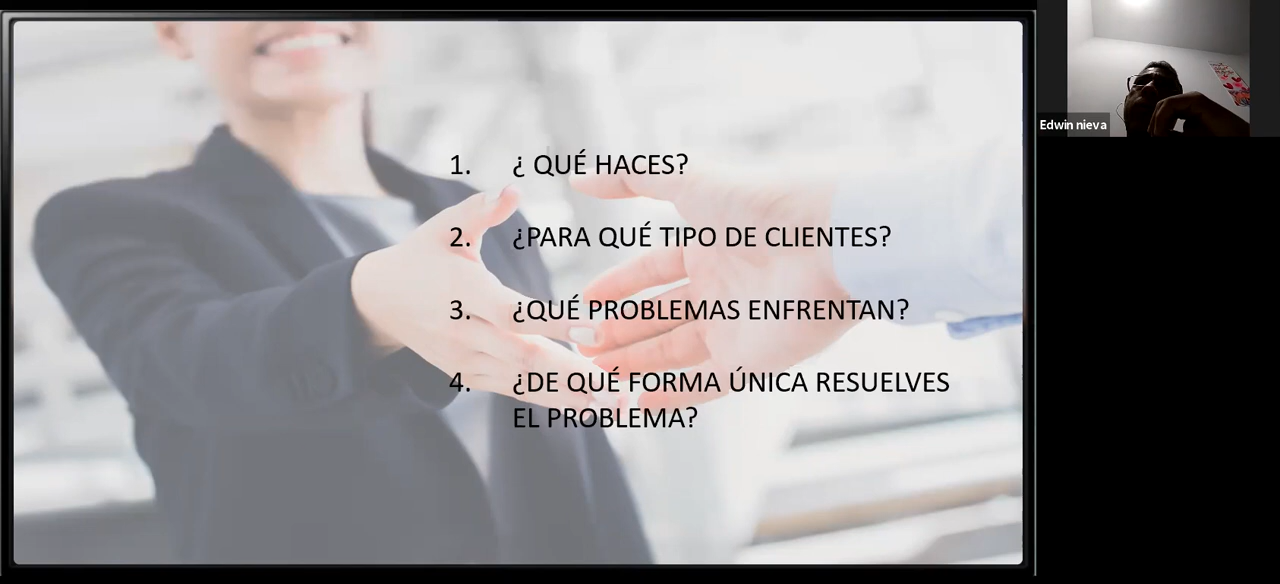 1. ¿ QUÉ HACES?
2. ¿PARA QUÉ TIPO DE CLIENTES?
3. ¿QUÉ PROBLEMAS ENFRENTAN?
4. ¿DE QUÉ FORMA ÚNICA RESUELVES
EL PROBLEMA?
Edwin nieva